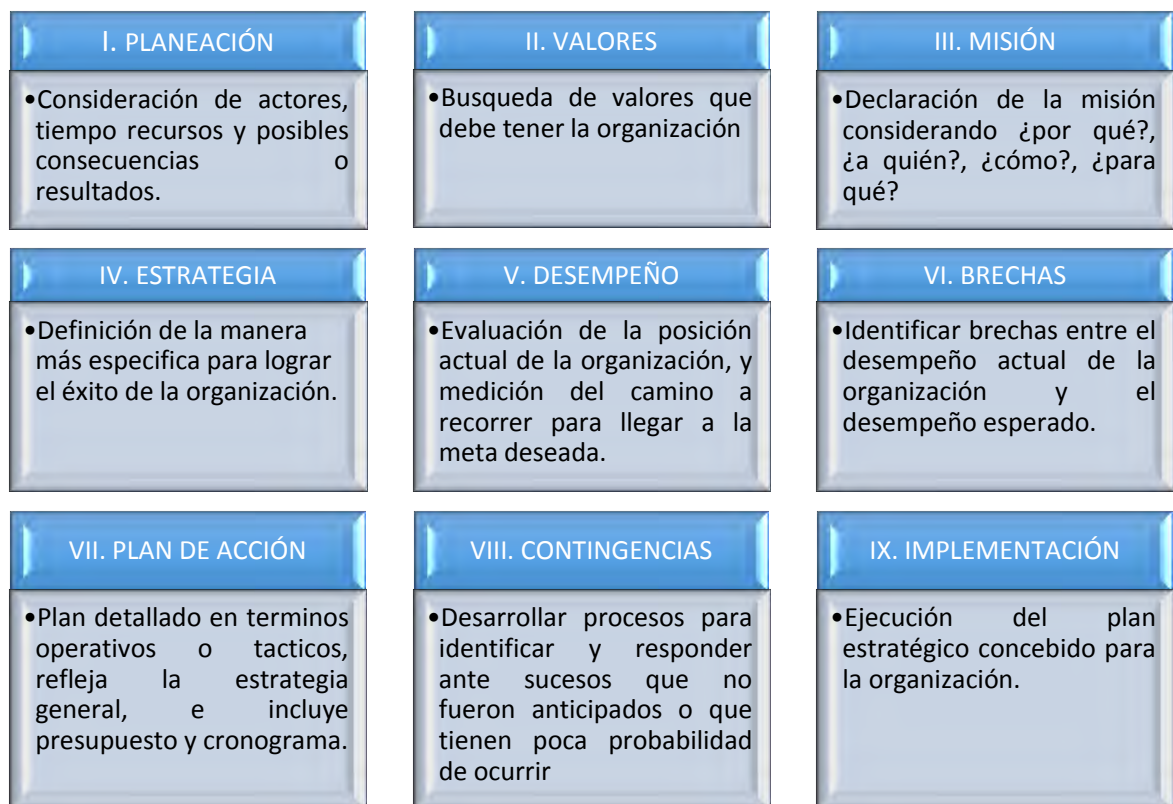 I. PLANEACIÓN
•Consideración de actores,
tiempo recursos y posibles
consecuencias o
resultados.
II. VALORES
•Busqueda de valores que
debe tener la organización
III. MISIÓN
•Declaración de la misión
considerando ¿por qué?,
¿a quién?, ¿cómo?, ¿para
qué?
IV. ESTRATEGIA
•Definición de la manera
más especifica para lograr
el éxito de la organización.
V. DESEMPEÑO
•Evaluación de la posición
actual de la organización, y
medición del camino a
recorrer para llegar a la
meta deseada.
VI. BRECHAS
•Identificar brechas entre el
desempeño actual de la
organización y el
desempeño esperado.
VII. PLAN DE ACCIÓN
•Plan detallado en terminos
operativos o tacticos,
refleja la estrategia
general, e incluye
presupuesto y cronograma.
VIII. CONTINGENCIAS
•Desarrollar procesos para
identificar y responder
ante sucesos que no
fueron anticipados o que
tienen poca probabilidad
de ocurrir
IX. IMPLEMENTACIÓN
•Ejecución del plan
estratégico concebido para
la organización.